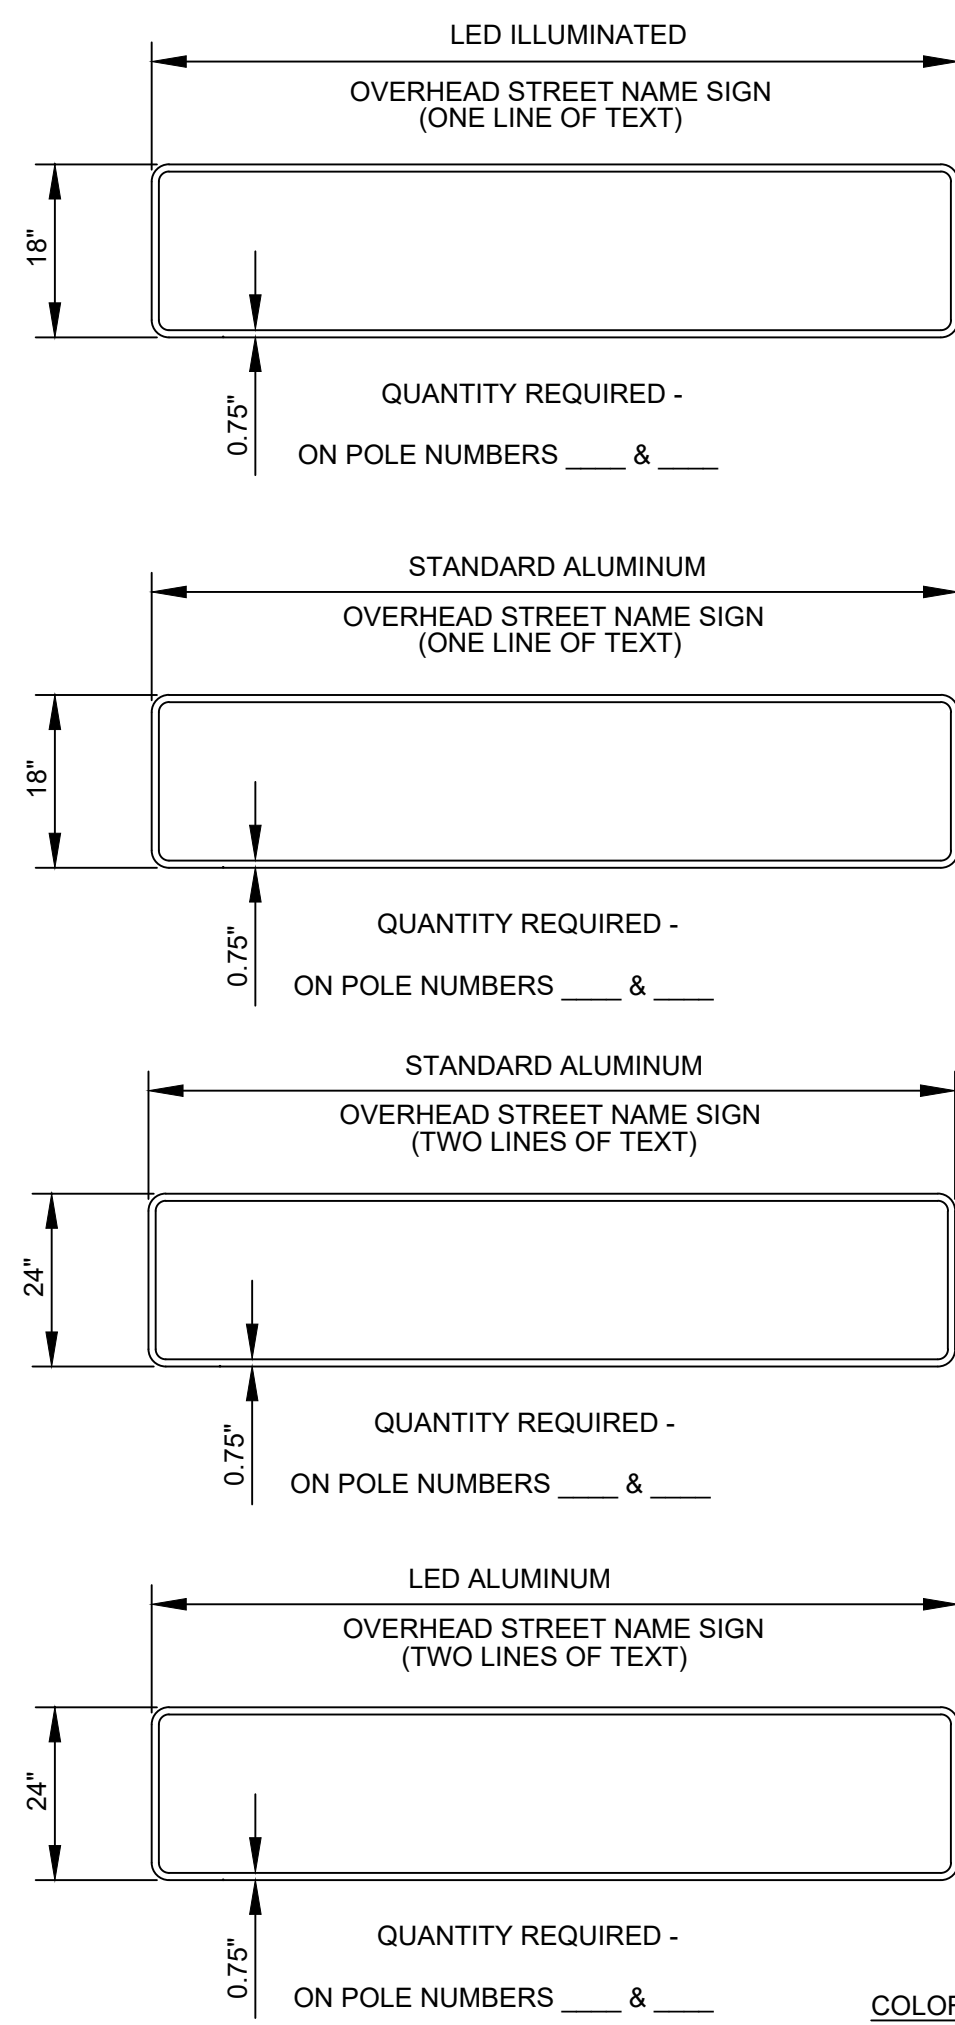 LED ILLUMINATED
OVERHEAD STREET NAME SIGN
(ONE LINE OF TEXT)
18"
0.75"
QUANTITY REQUIRED -
ON POLE NUMBERS ____ & ____
STANDARD ALUMINUM
OVERHEAD STREET NAME SIGN
(ONE LINE OF TEXT)
18"
0.75"
QUANTITY REQUIRED -
ON POLE NUMBERS ____ & ____
STANDARD ALUMINUM
OVERHEAD STREET NAME SIGN
(TWO LINES OF TEXT)
24"
0.75"
QUANTITY REQUIRED -
ON POLE NUMBERS ____ & ____
LED ALUMINUM
OVERHEAD STREET NAME SIGN
(TWO LINES OF TEXT)
24"
0.75"
QUANTITY REQUIRED -
ON POLE NUMBERS ____ & ____